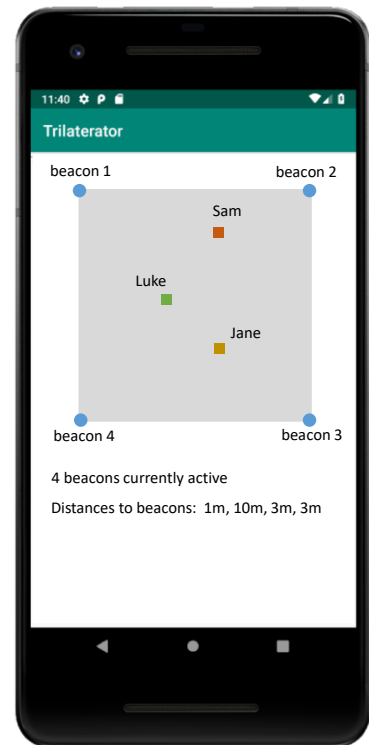 11:40
Trilaterator
beacon 1
beacon 2
Sam
Luke
Jane
beacon 4
beacon 3
4 beacons currently active
Distances to beacons: 1m, 10m, 3m, 3m